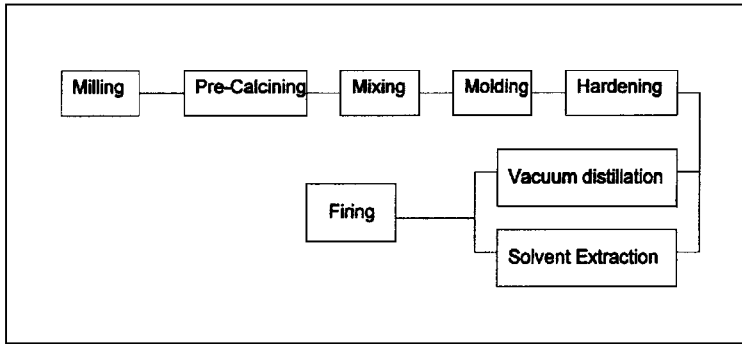 Milling
Pre-Calcining
Mixing
Molding
Hardening
Vacuum distillation
Firing
Solvent Extraction